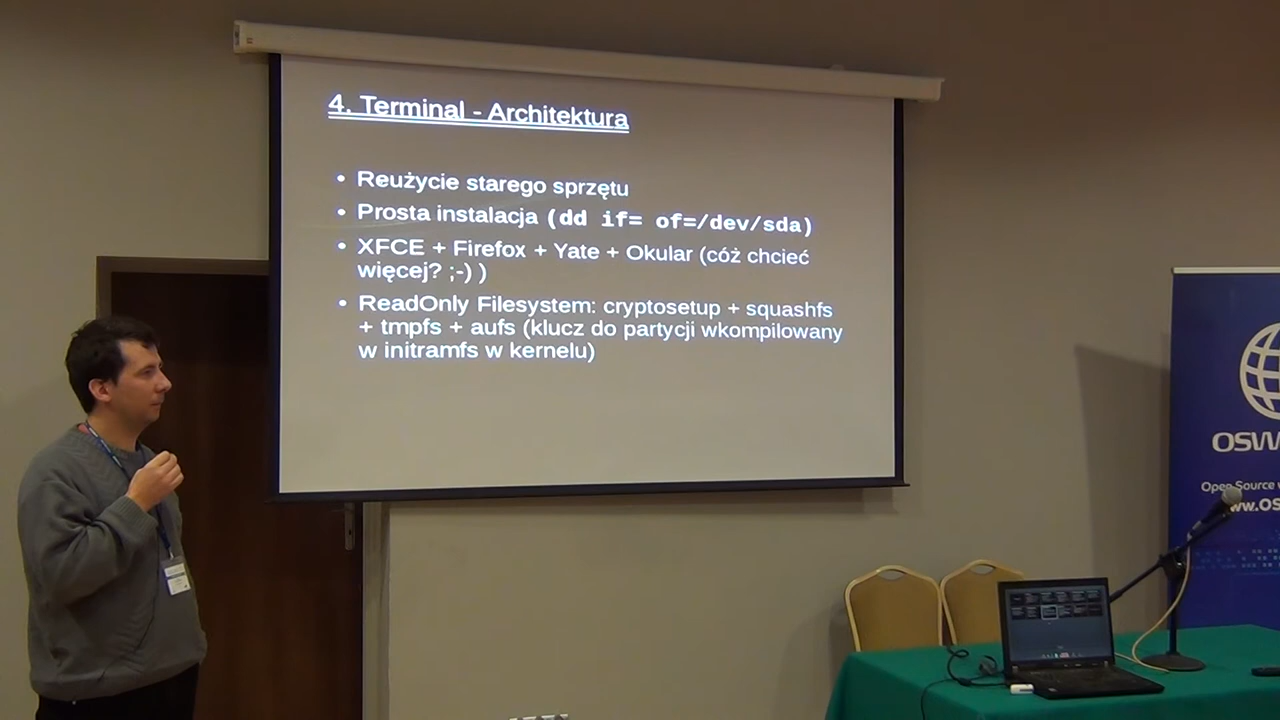 4. Terminal - Architektura
• Reużycie starego sprzętu
• Prosta instalacja (dd if= of=/dev/sda)
• XFCE + Firefox + Yate + Okular (cóż chcieć
więcej? ;-) )
• ReadOnly Filesystem: cryptosetup + squashfs
+ tmpfs + aufs (klucz do partycji wkompilowany
w initramfs w kernelu)
OSW
Open Source
ww.OS